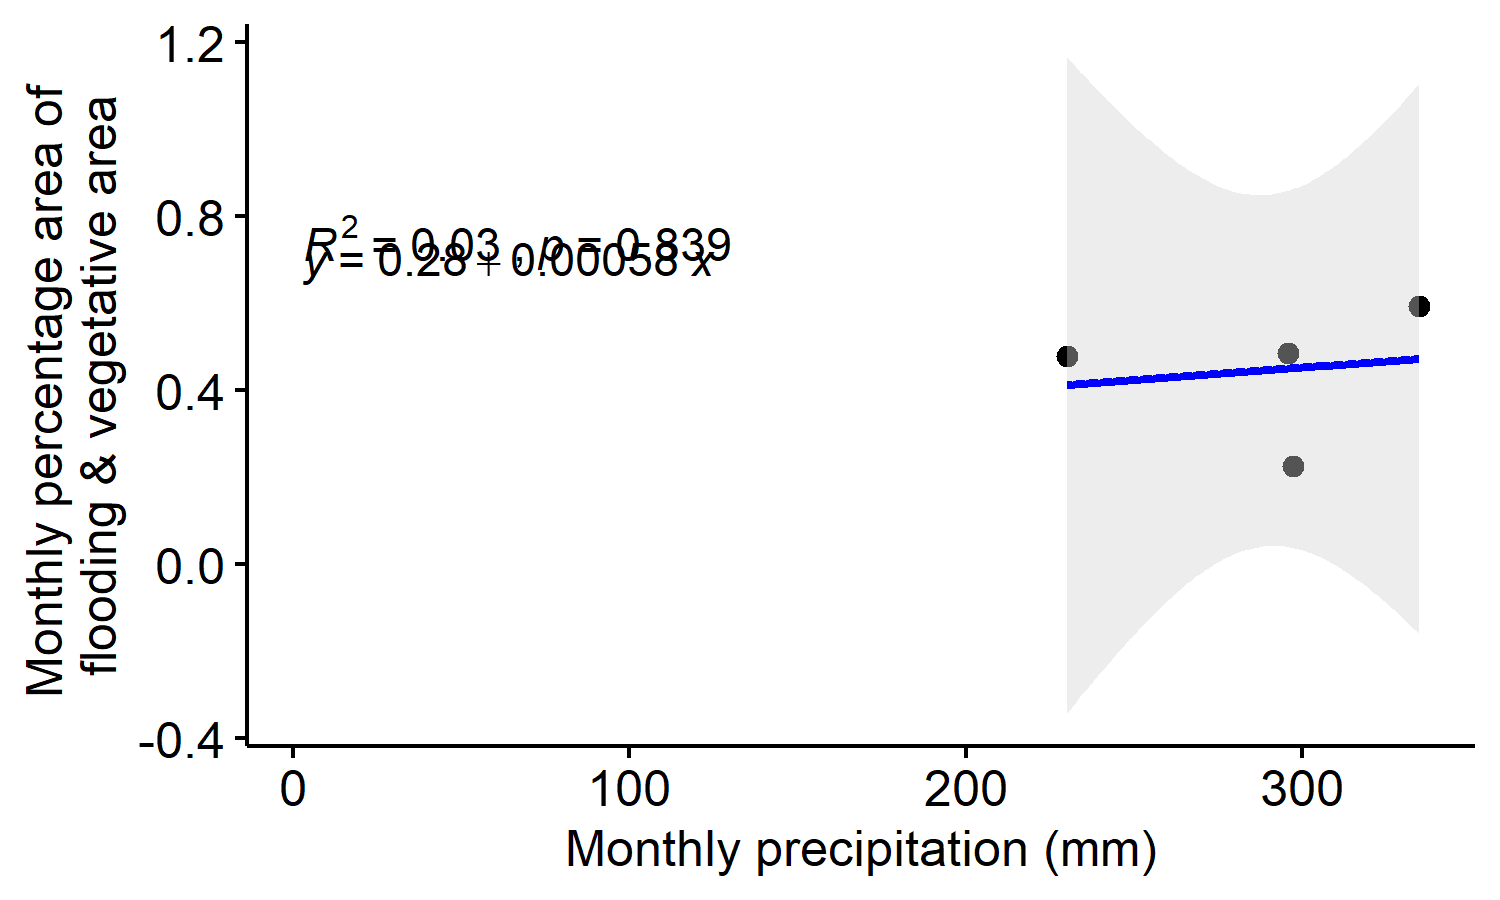 Monthly percentage area of
flooding & vegetative area
1.2
0.8
0.4
0.0
-0.4
R² = 0.03 , p = 0.839
y = 0.28 + 0.00058 x
0 100 200 300
Monthly precipitation (mm)